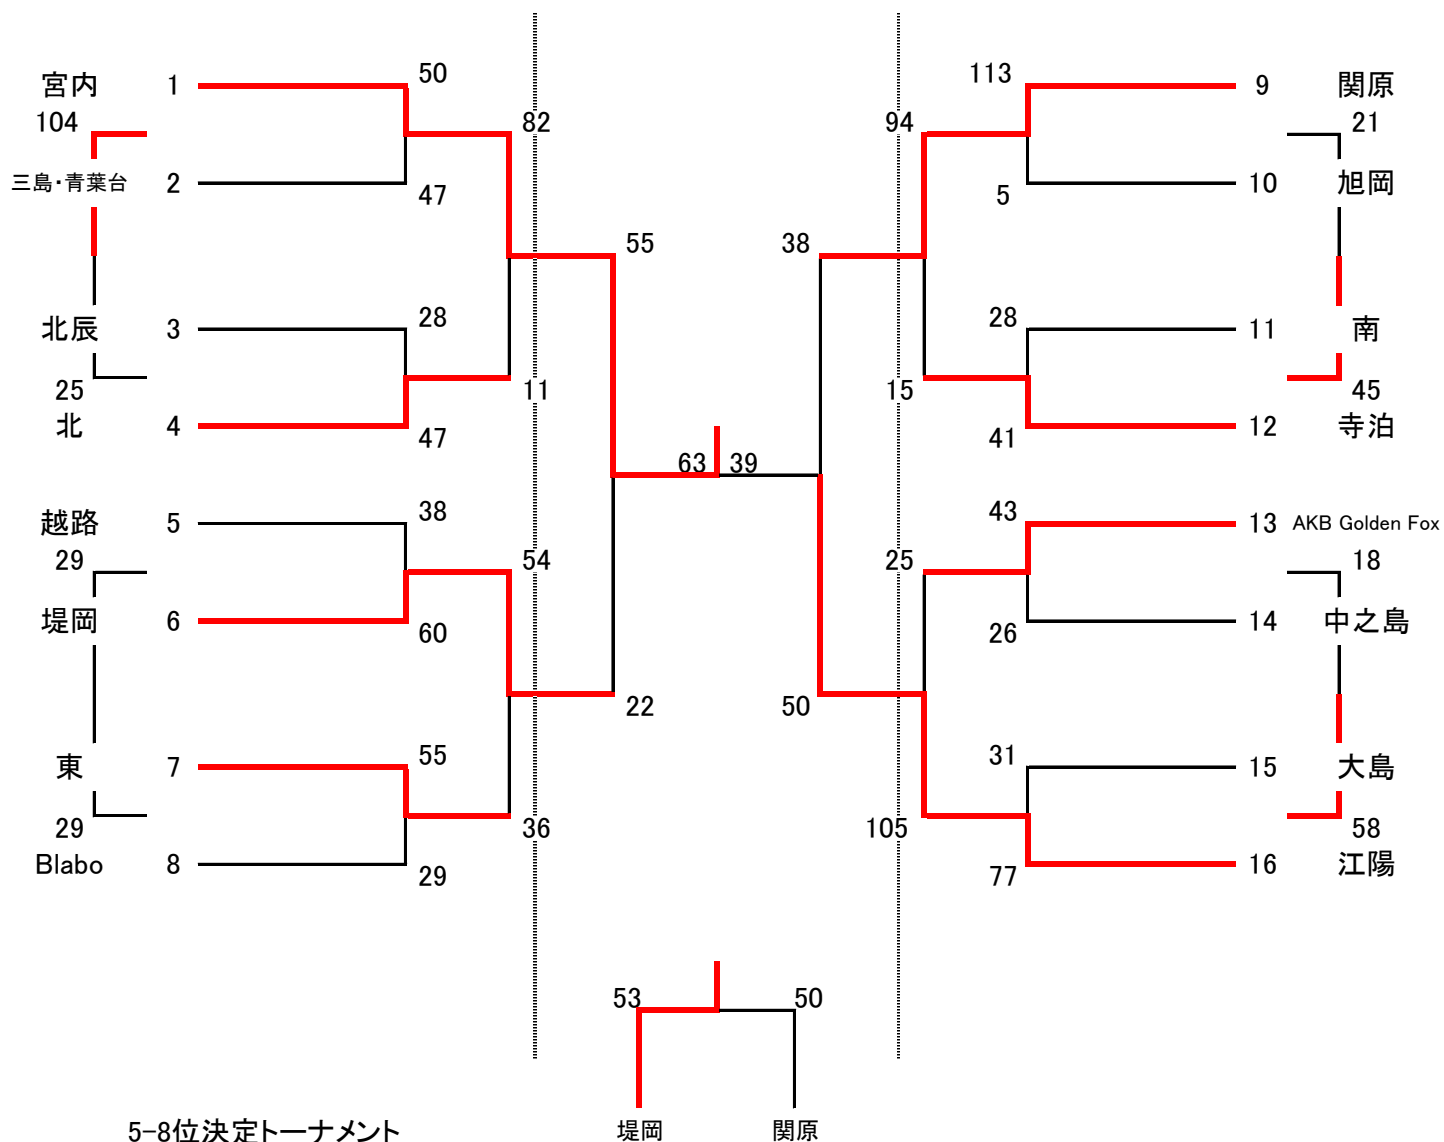 宮内 1 50 113 9 関原
104 82 94 21
三島・青葉台 2 47 5 10 旭岡
55 38
北辰 3 28 28 11 南
25 11 15 45
北 4 47 41 12 寺泊
63 39
越路 5 38 43 13 AKB Golden Fox
29 54 25 18
堤岡 6 60 26 14 中之島
22 50
東 7 55 31 15 大島
29 36 105 58
Blabo 8 29 77 16 江陽
53 50
5-8位決定トーナメント 堤岡 関原